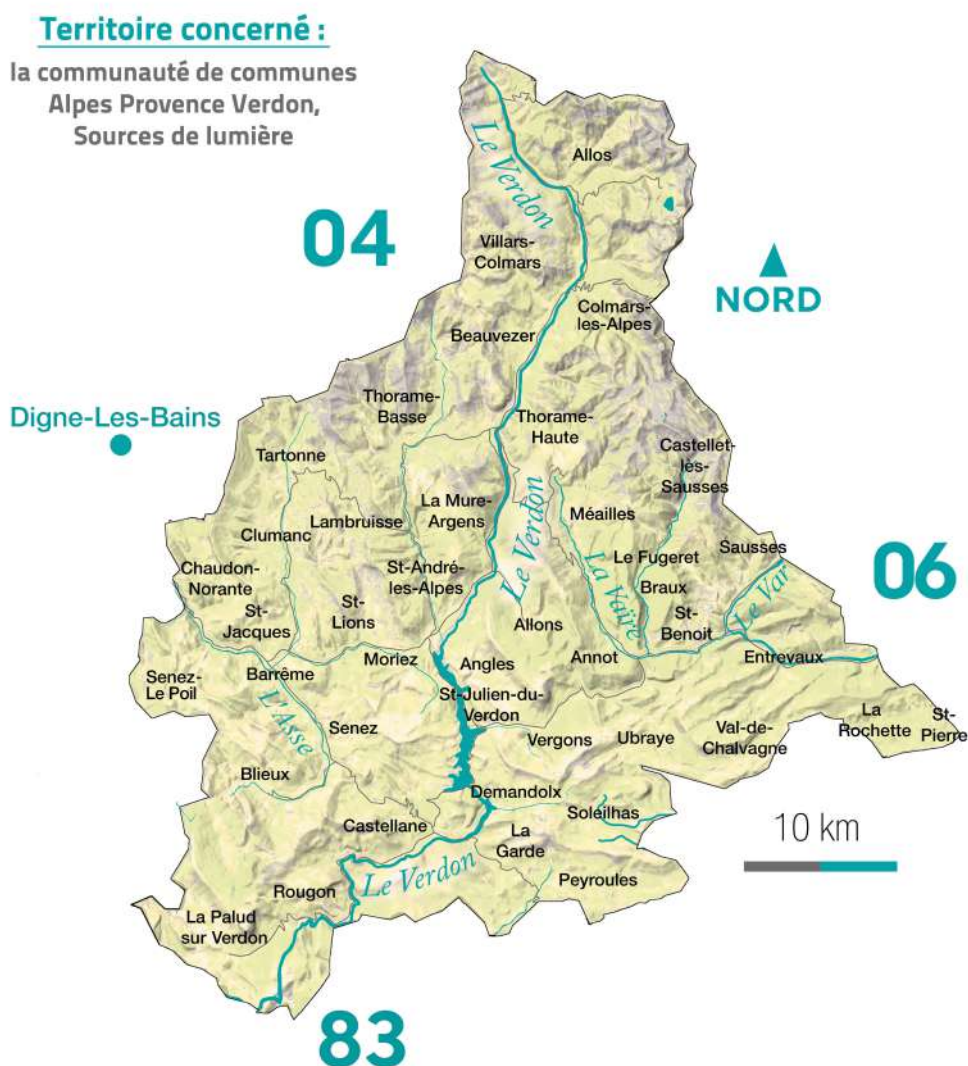 Territoire concerné :
la communauté de communes
Alpes Provence Verdon,
Sources de lumière
Le Verdon
Allos
04
Villars-
Colmars
NORD
Colmars-
les-Alpes
Beauvezer
Thorame-
Basse
Digne-Les-Bains
Thorame-
Haute
Tartonne
Castellet-
lès-
Sausses
La Mure-
Argens
Le Verdon
Méailles
Lambruisse
Clumanc
Sausses
06
Le Fugeret
Chaudon-
Norante
St-André-
les-Alpes
La Vaïre
Braux
Le Var
St-
Jacques
St-
Lions
Allons
St-
Benoit
Moriez
Angles
Annot
Entrevaux
Senez-
Le Poil
Barrême
L'Asse
St-Julien-du-
Verdon
Senez
Vergons
Ubraye
Val-de-
Chalvagne
La
Rochette
St-
Pierre
Blieux
Demandolx
Soleilhas
Castellane
La
Garde
10 km
Le Verdon
Rougon
Peyroules
La Palud
sur Verdon
83